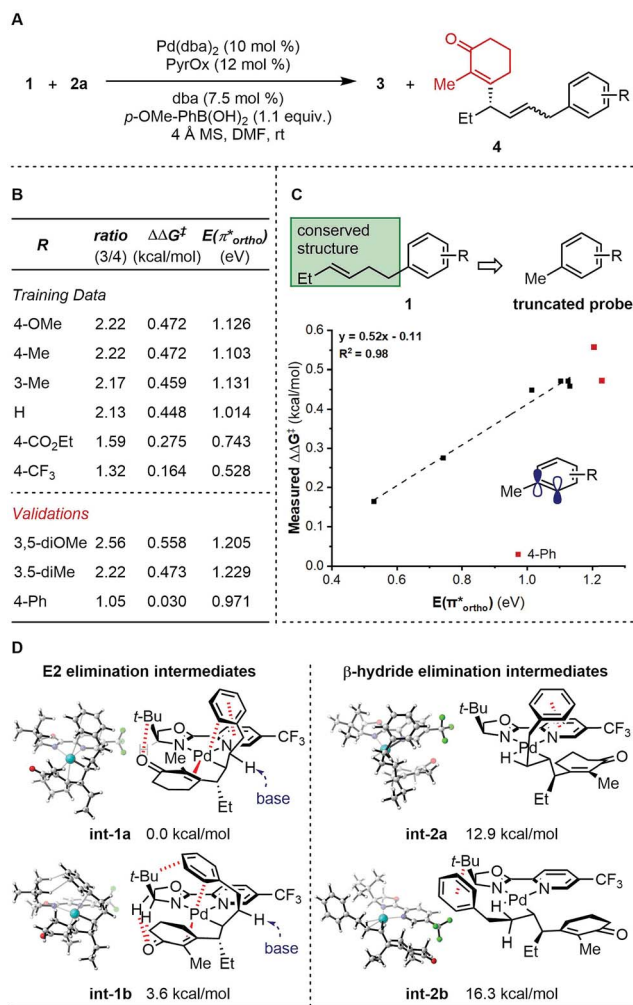 A
1 + 2a
Pd(dba)2 (10 mol %)
PyrOx (12 mol %)
dba (7.5 mol %)
p-OMe-PhB(OH)2 (1.1 equiv.)
4 Å MS, DMF, rt
3 +
O
Me
Et
R
4
B
R ratio (3/4) ΔΔG‡ (kcal/mol) E(π*ortho) (eV)
Training Data
4-OMe 2.22 0.472 1.126
4-Me 2.22 0.472 1.103
3-Me 2.17 0.459 1.131
H 2.13 0.448 1.014
4-CO2Et 1.59 0.275 0.743
4-CF3 1.32 0.164 0.528
Validations
3,5-diOMe 2.56 0.558 1.205
3.5-diMe 2.22 0.473 1.229
4-Ph 1.05 0.030 0.971
C
conserved
structure
Et
R
1
Me
R
truncated probe
y = 0.52x - 0.11
R2 = 0.98
Measured ΔΔG‡ (kcal/mol)
0.6
0.5
0.4
0.3
0.2
0.1
0.0
Me
R
4-Ph
0.4 0.6 0.8 1.0 1.2
E(π*ortho) (eV)
D
E2 elimination intermediates
t-Bu
O
N
Me
Pd
N
CF3
O
H
Et
base
int-1a 0.0 kcal/mol
t-Bu
O
N
Pd
N
CF3
H
H
O
H
Me
Et
base
int-1b 3.6 kcal/mol
β-hydride elimination intermediates
t-Bu
O
N
Pd
N
CF3
H
H
O
Et
Me
int-2a 12.9 kcal/mol
t-Bu
O
N
Pd
N
CF3
H
H
O
Et
Me
int-2b 16.3 kcal/mol